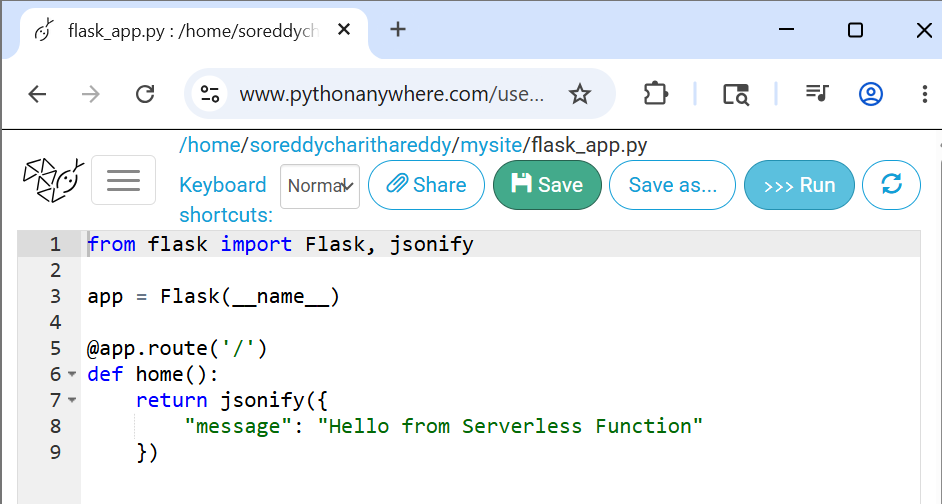 flask_app.py : /home/soreddych
www.pythonanywhere.com/use...
/home/soreddycharithareddy/mysite/flask_app.py
Keyboard shortcuts:
Normal
Share
Save
Save as...
>>> Run
1 from flask import Flask, jsonify
2
3 app = Flask(__name__)
4
5 @app.route('/')
6 def home():
7     return jsonify({
8         "message": "Hello from Serverless Function"
9     })